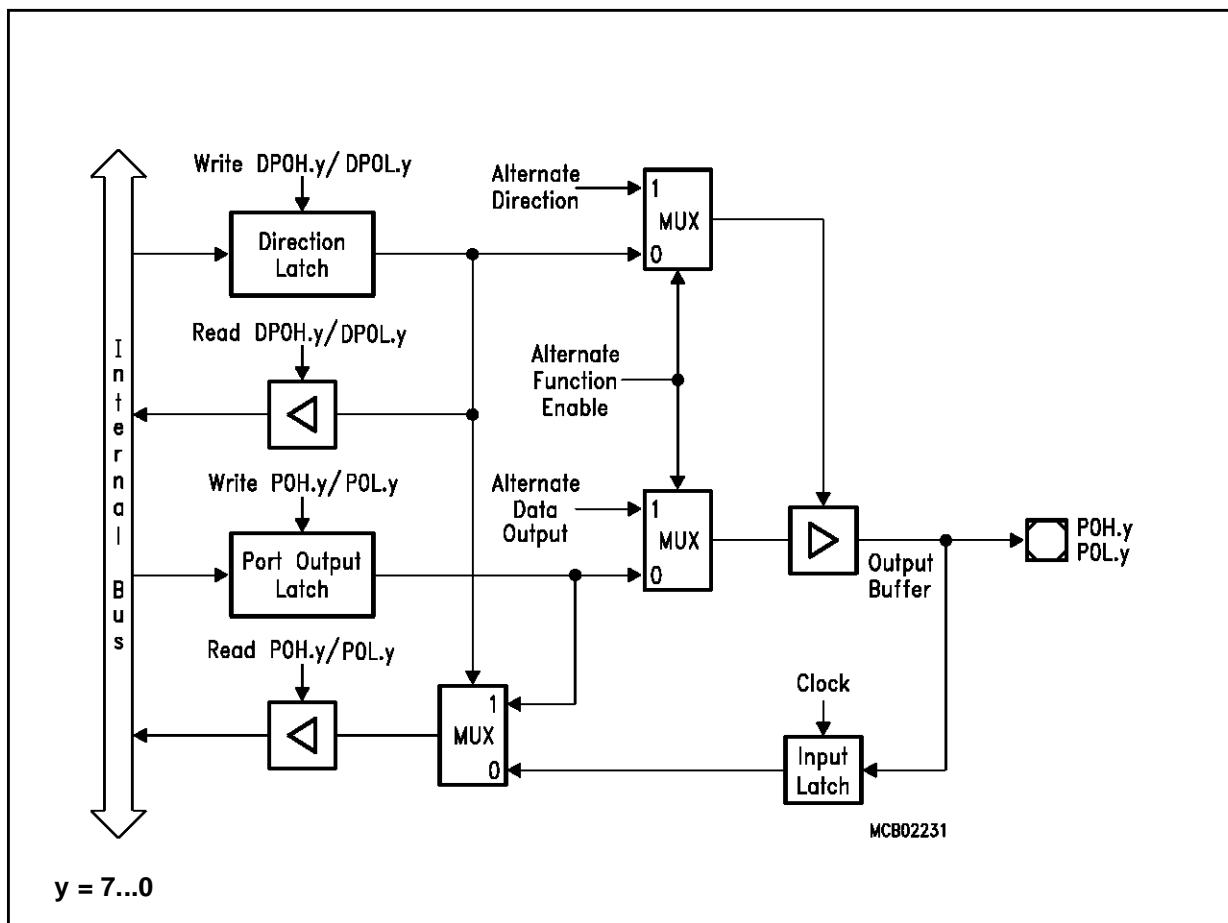 Write DP0H.y/DP0L.y
Alternate
Direction
1
MUX
0
Direction
Latch
Read DP0H.y/DP0L.y
Internal Bus
Alternate
Function
Enable
Write P0H.y/P0L.y
Alternate
Data
Output
1
MUX
0
Port Output
Latch
Output
Buffer
P0H.y
P0L.y
Read P0H.y/P0L.y
1
MUX
0
Clock
Input
Latch
MCB02231
y = 7...0